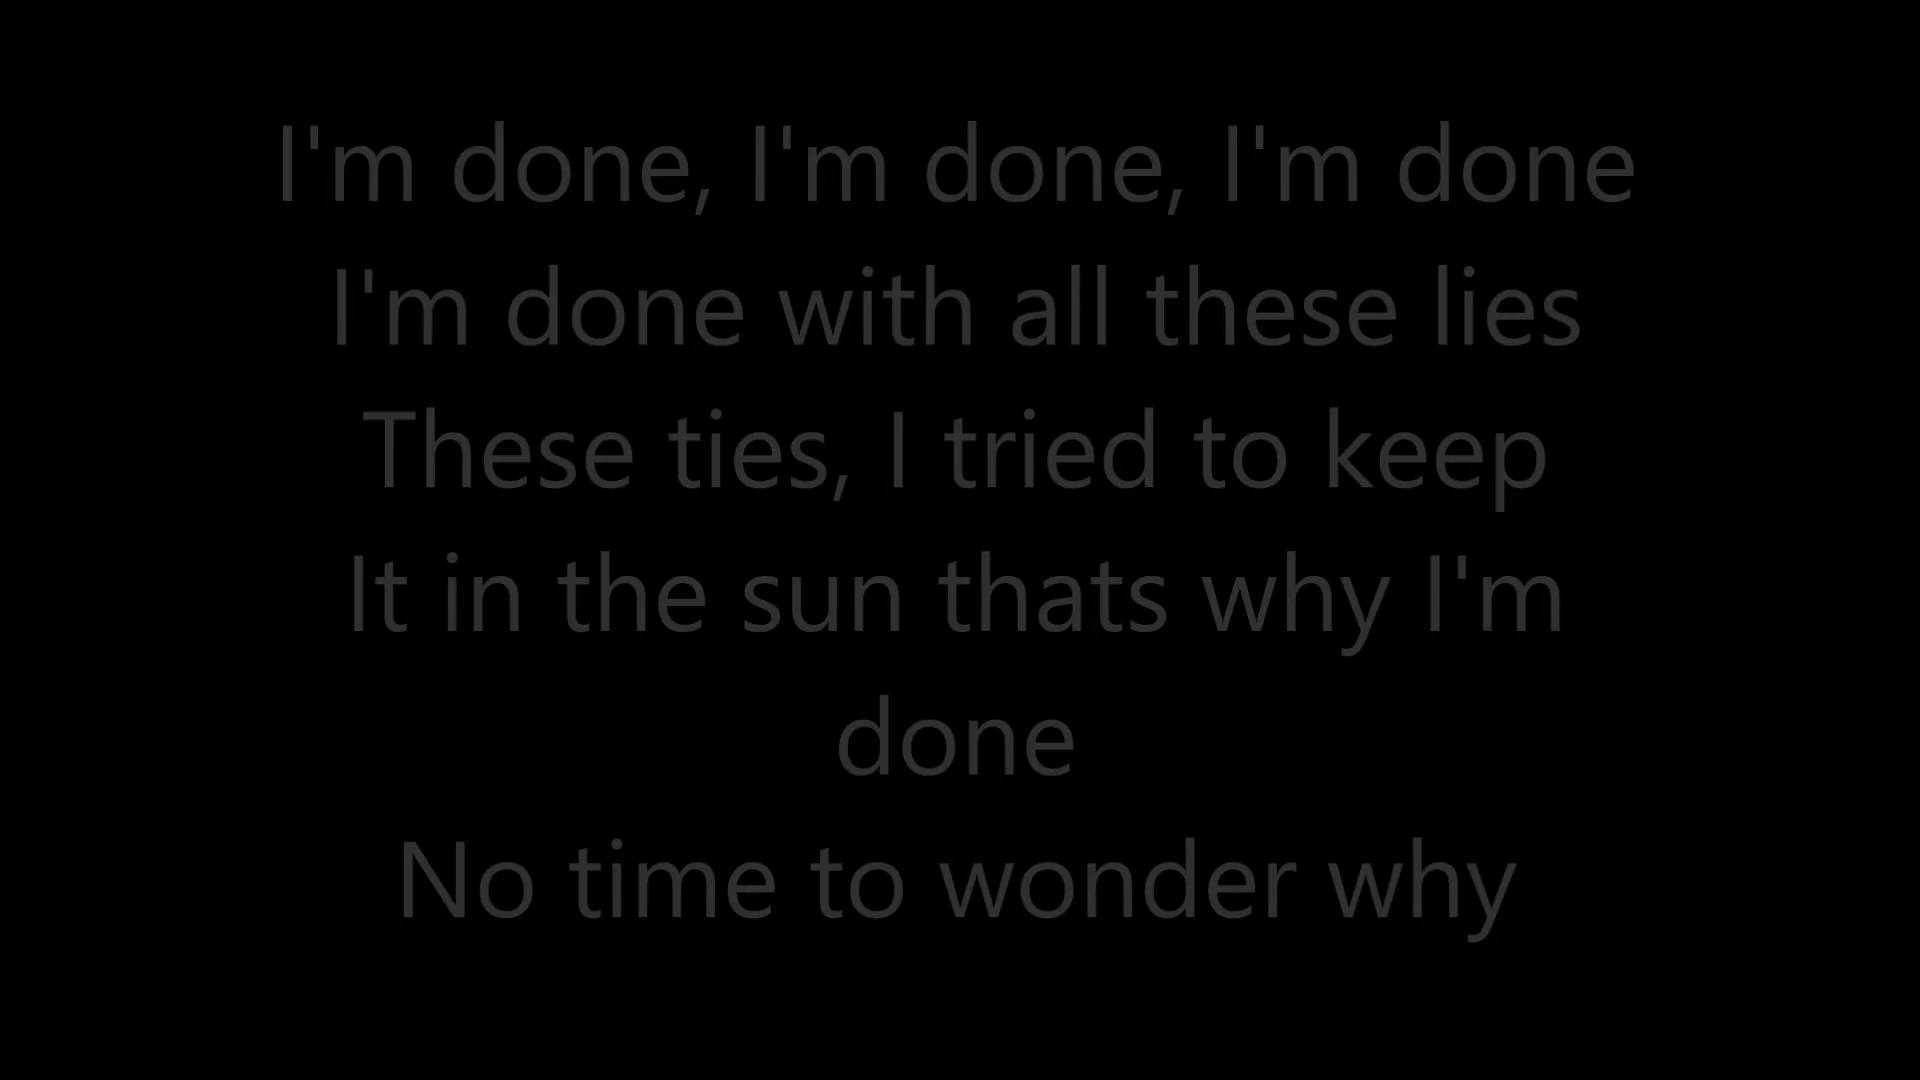 I'm done, I'm done, I'm done
I'm done with all these lies
These ties, I tried to keep
It in the sun thats why I'm
done
No time to wonder why